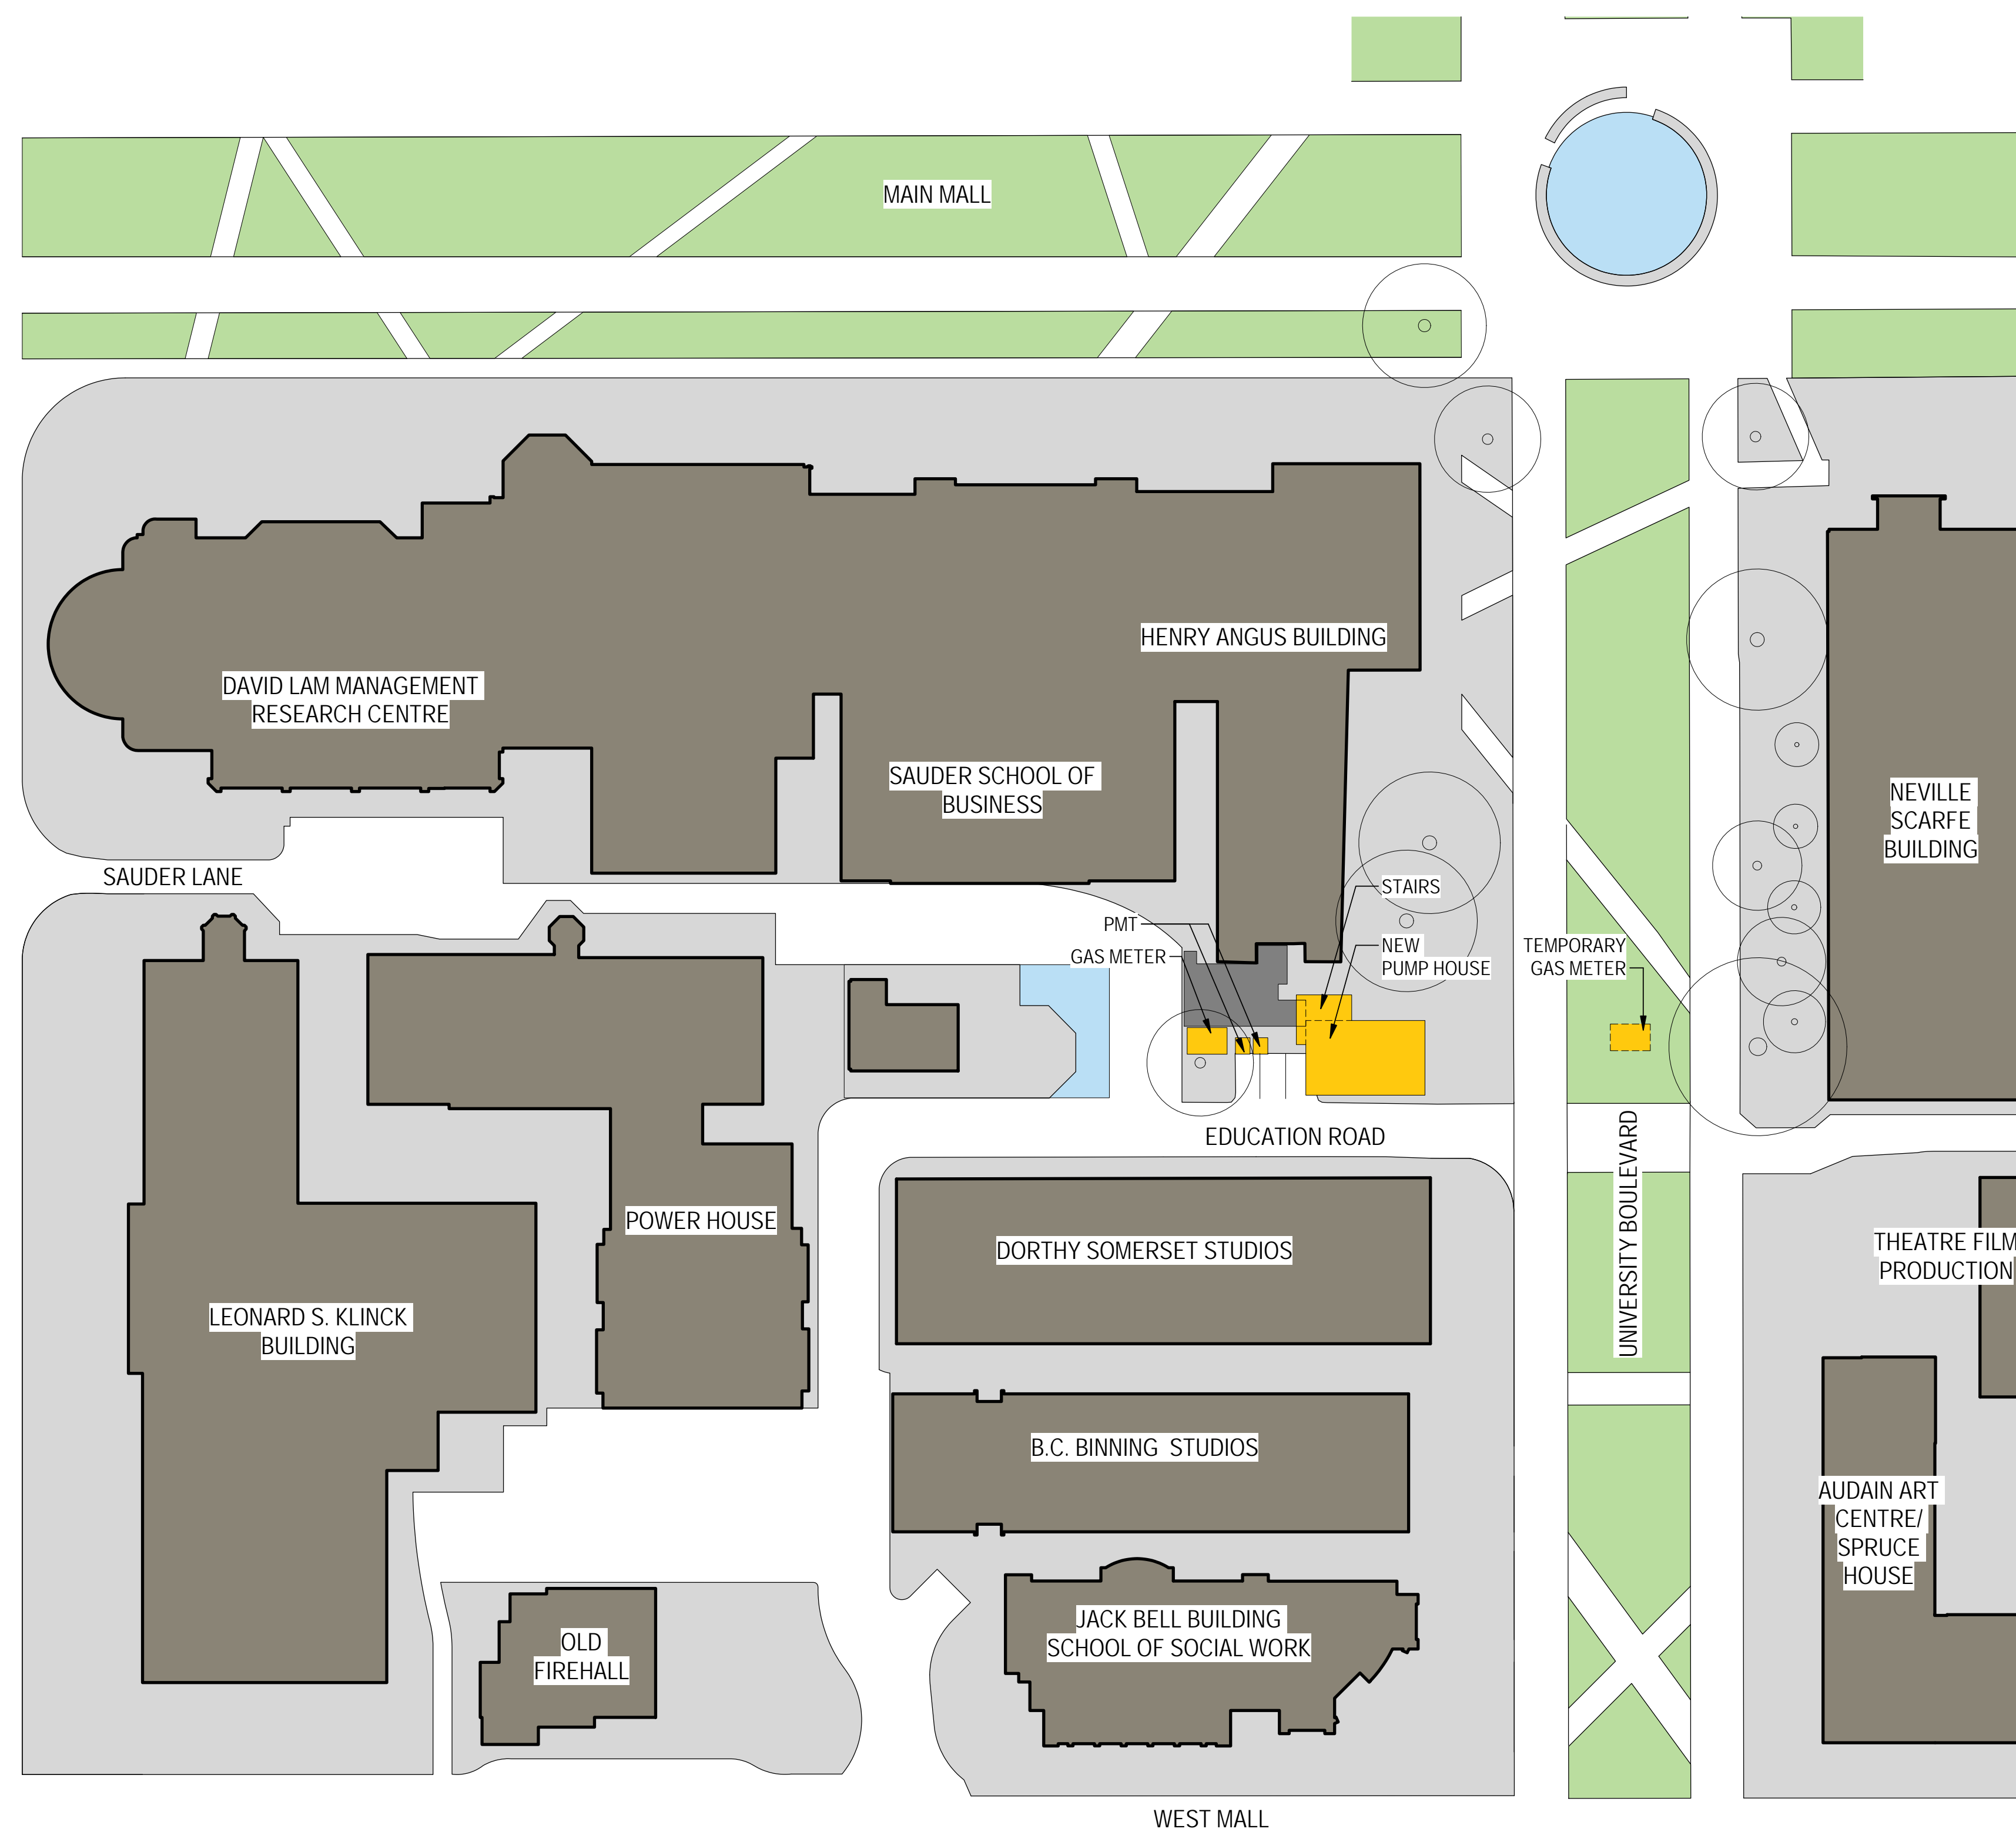 MAIN MALL
HENRY ANGUS BUILDING
DAVID LAM MANAGEMENT
RESEARCH CENTRE
SAUDER SCHOOL OF
BUSINESS
NEVILLE
SCARFE
BUILDING
SAUDER LANE
STAIRS
PMT
GAS METER
NEW
PUMP HOUSE
TEMPORARY
GAS METER
EDUCATION ROAD
UNIVERSITY BOULEVARD
POWER HOUSE
DORTHY SOMERSET STUDIOS
THEATRE FILM
PRODUCTION
LEONARD S. KLINCK
BUILDING
B.C. BINNING STUDIOS
AUDAIN ART
CENTRE/
SPRUCE
HOUSE
JACK BELL BUILDING
SCHOOL OF SOCIAL WORK
OLD
FIREHALL
WEST MALL